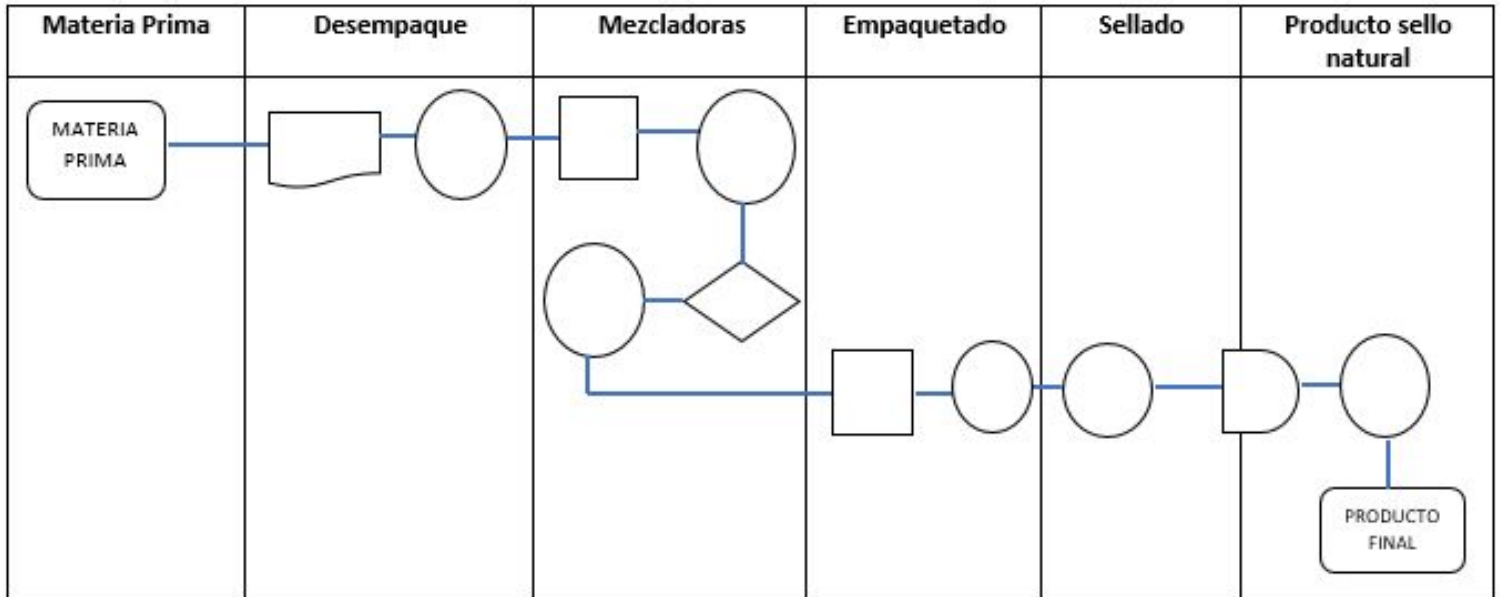 Materia Prima
Desempaque
Mezcladoras
Empaquetado
Sellado
Producto sello
natural
MATERIA
PRIMA
PRODUCTO
FINAL